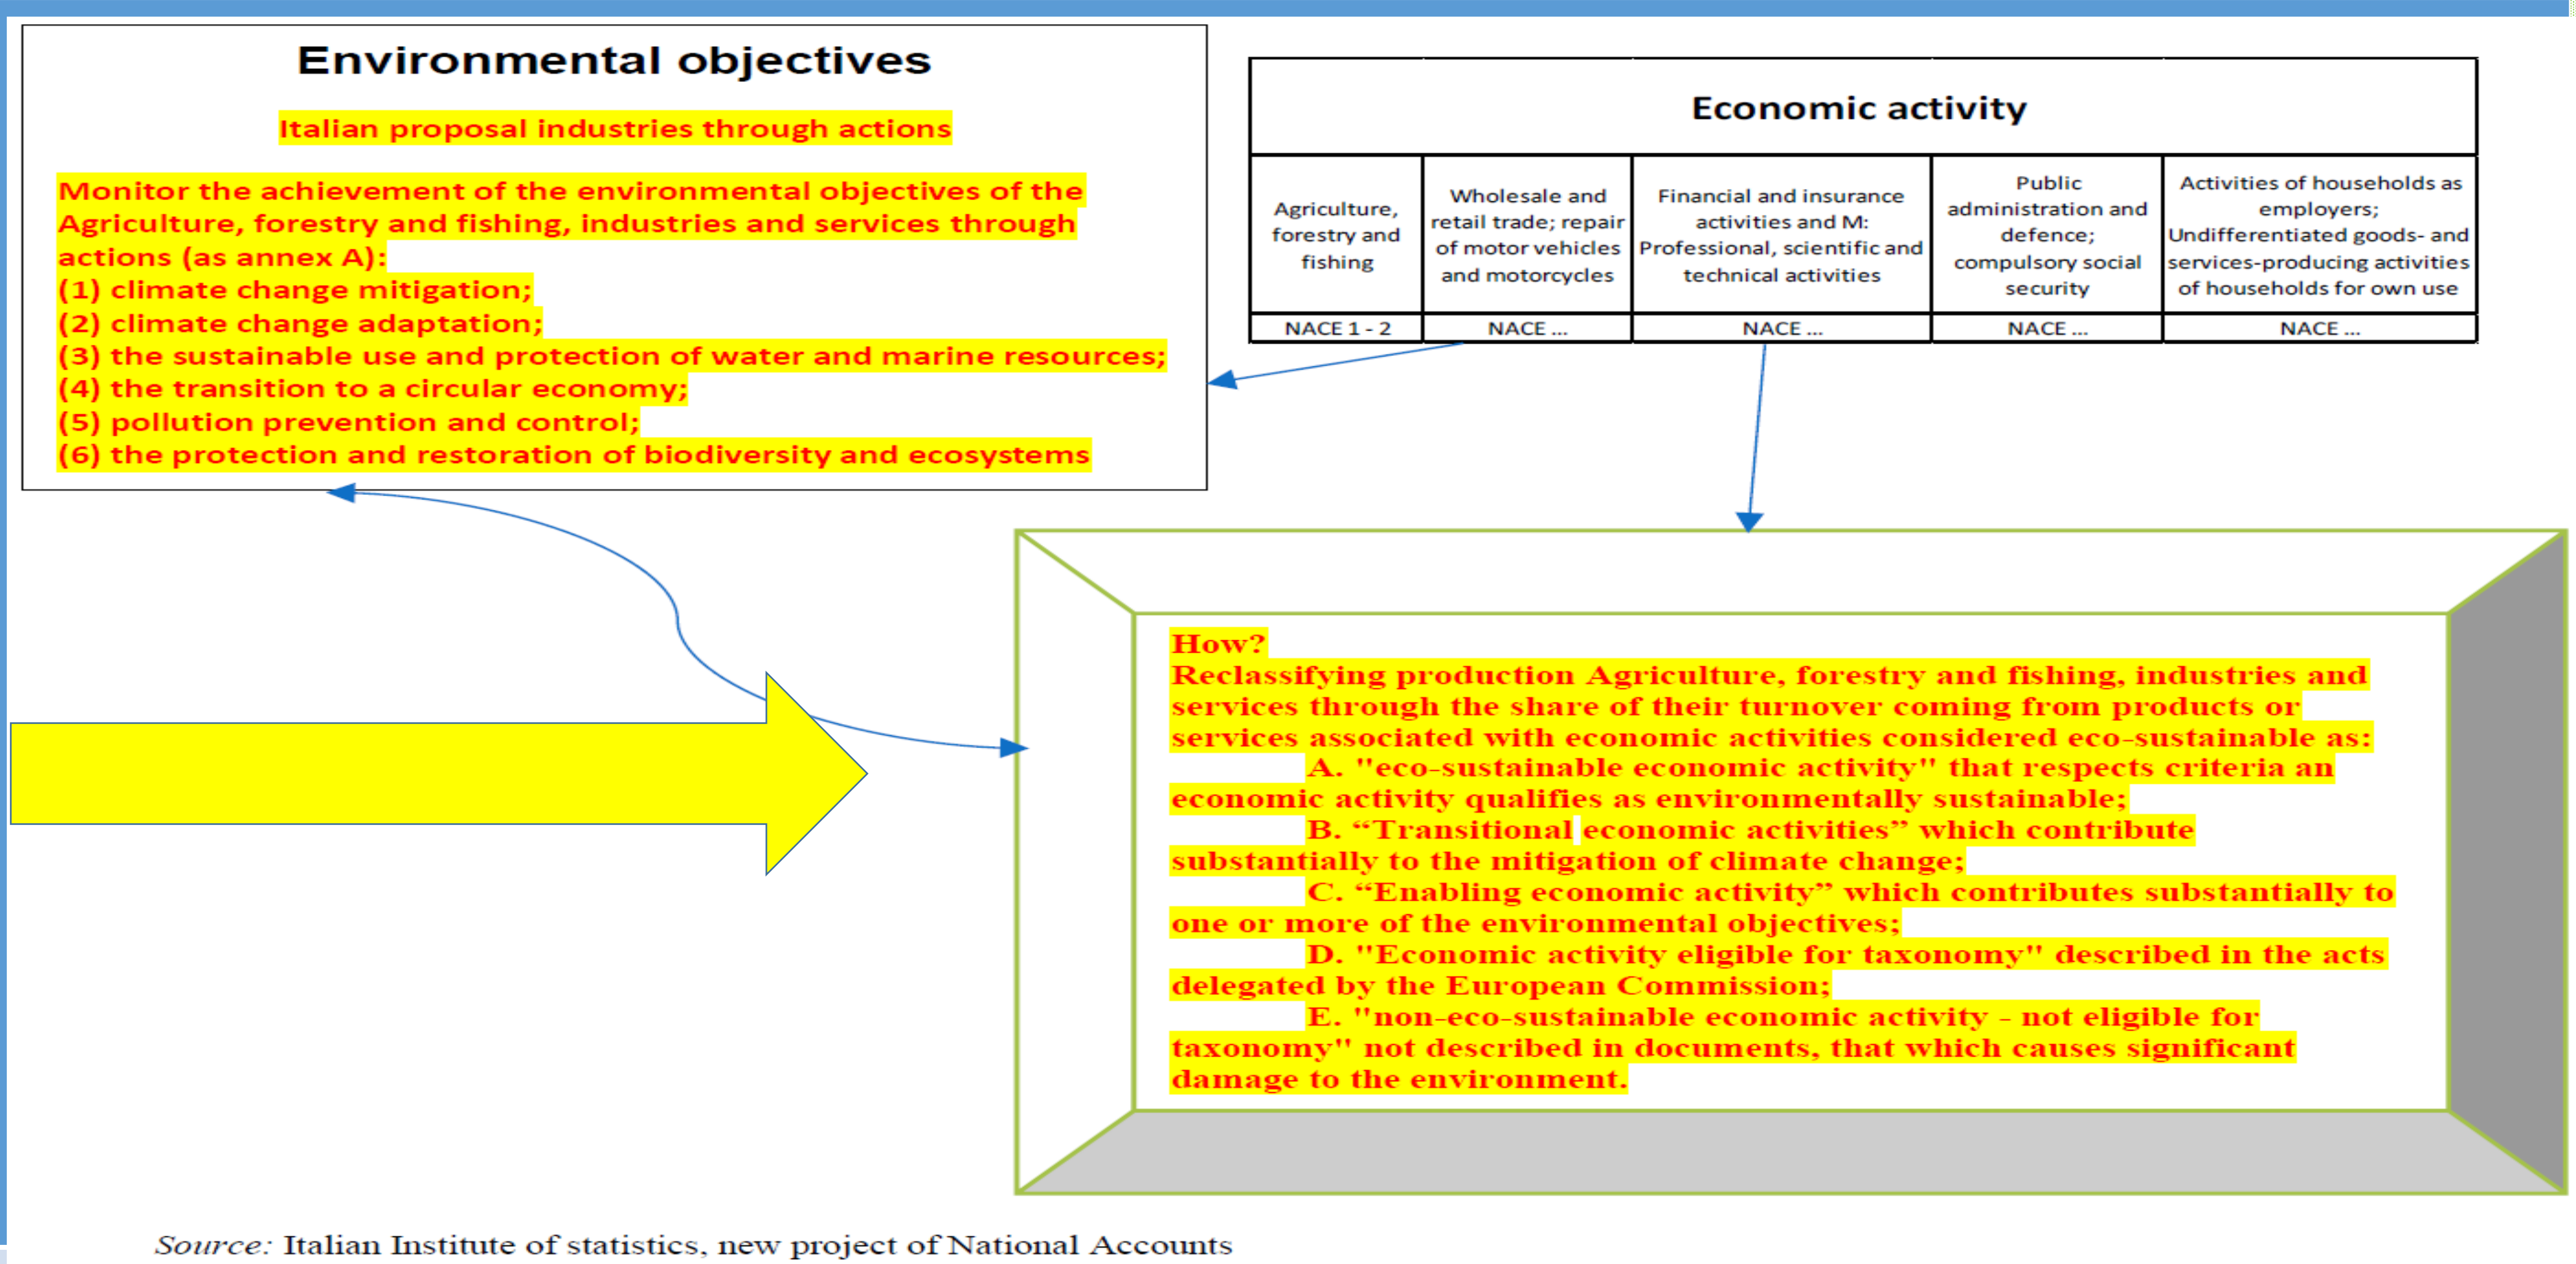 Environmental objectives
Italian proposal industries through actions
Monitor the achievement of the environmental objectives of the
Agriculture, forestry and fishing, industries and services through
actions (as annex A):
(1) climate change mitigation;
(2) climate change adaptation;
(3) the sustainable use and protection of water and marine resources;
(4) the transition to a circular economy;
(5) pollution prevention and control;
(6) the protection and restoration of biodiversity and ecosystems
Economic activity
Agriculture,
forestry and
fishing
Wholesale and
retail trade; repair
of motor vehicles
and motorcycles
Financial and insurance
activities and M:
Professional, scientific and
technical activities
Public
administration and
defence;
compulsory social
security
Activities of households as
employers;
Undifferentiated goods- and
services-producing activities
of households for own use
NACE 1 - 2
NACE ...
NACE ...
NACE ...
NACE ...
How?
Reclassifying production Agriculture, forestry and fishing, industries and
services through the share of their turnover coming from products or
services associated with economic activities considered eco-sustainable as:
A. "eco-sustainable economic activity" that respects criteria an
economic activity qualifies as environmentally sustainable;
B. “Transitional economic activities” which contribute
substantially to the mitigation of climate change;
C. “Enabling economic activity” which contributes substantially to
one or more of the environmental objectives;
D. "Economic activity eligible for taxonomy" described in the acts
delegated by the European Commission;
E. "non-eco-sustainable economic activity - not eligible for
taxonomy" not described in documents, that which causes significant
damage to the environment.
Source: Italian Institute of statistics, new project of National Accounts